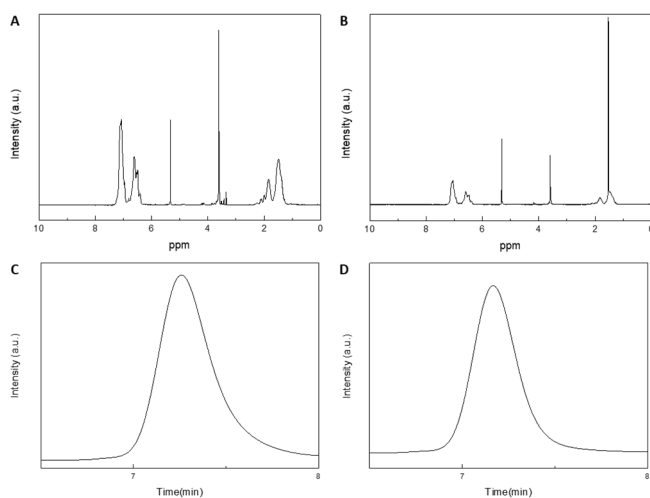 A
Intensity (a.u.)
10 8 6 4 2 0
ppm
B
Intensity (a.u.)
10 8 6 4 2 0
ppm
C
Intensity (a.u.)
7 8
Time(min)
D
Intensity (a.u.)
7 8
Time(min)